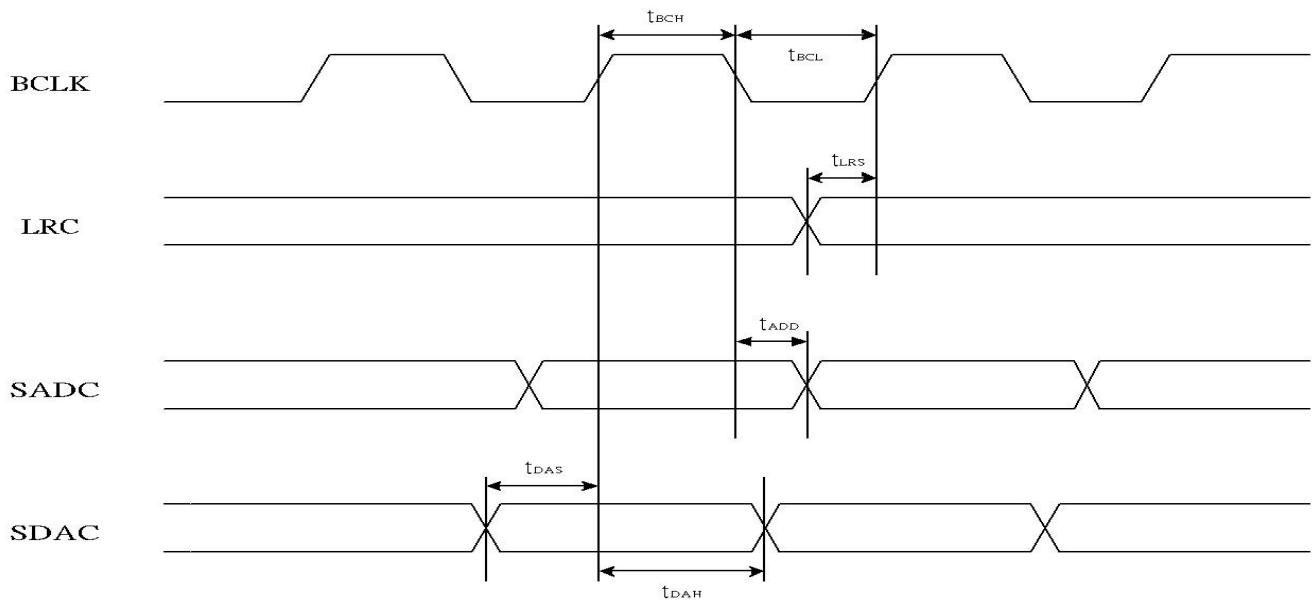 tBCH
tBCL
BCLK
tLRS
LRC
tADD
SADC
tDAS
SDAC
tDAH